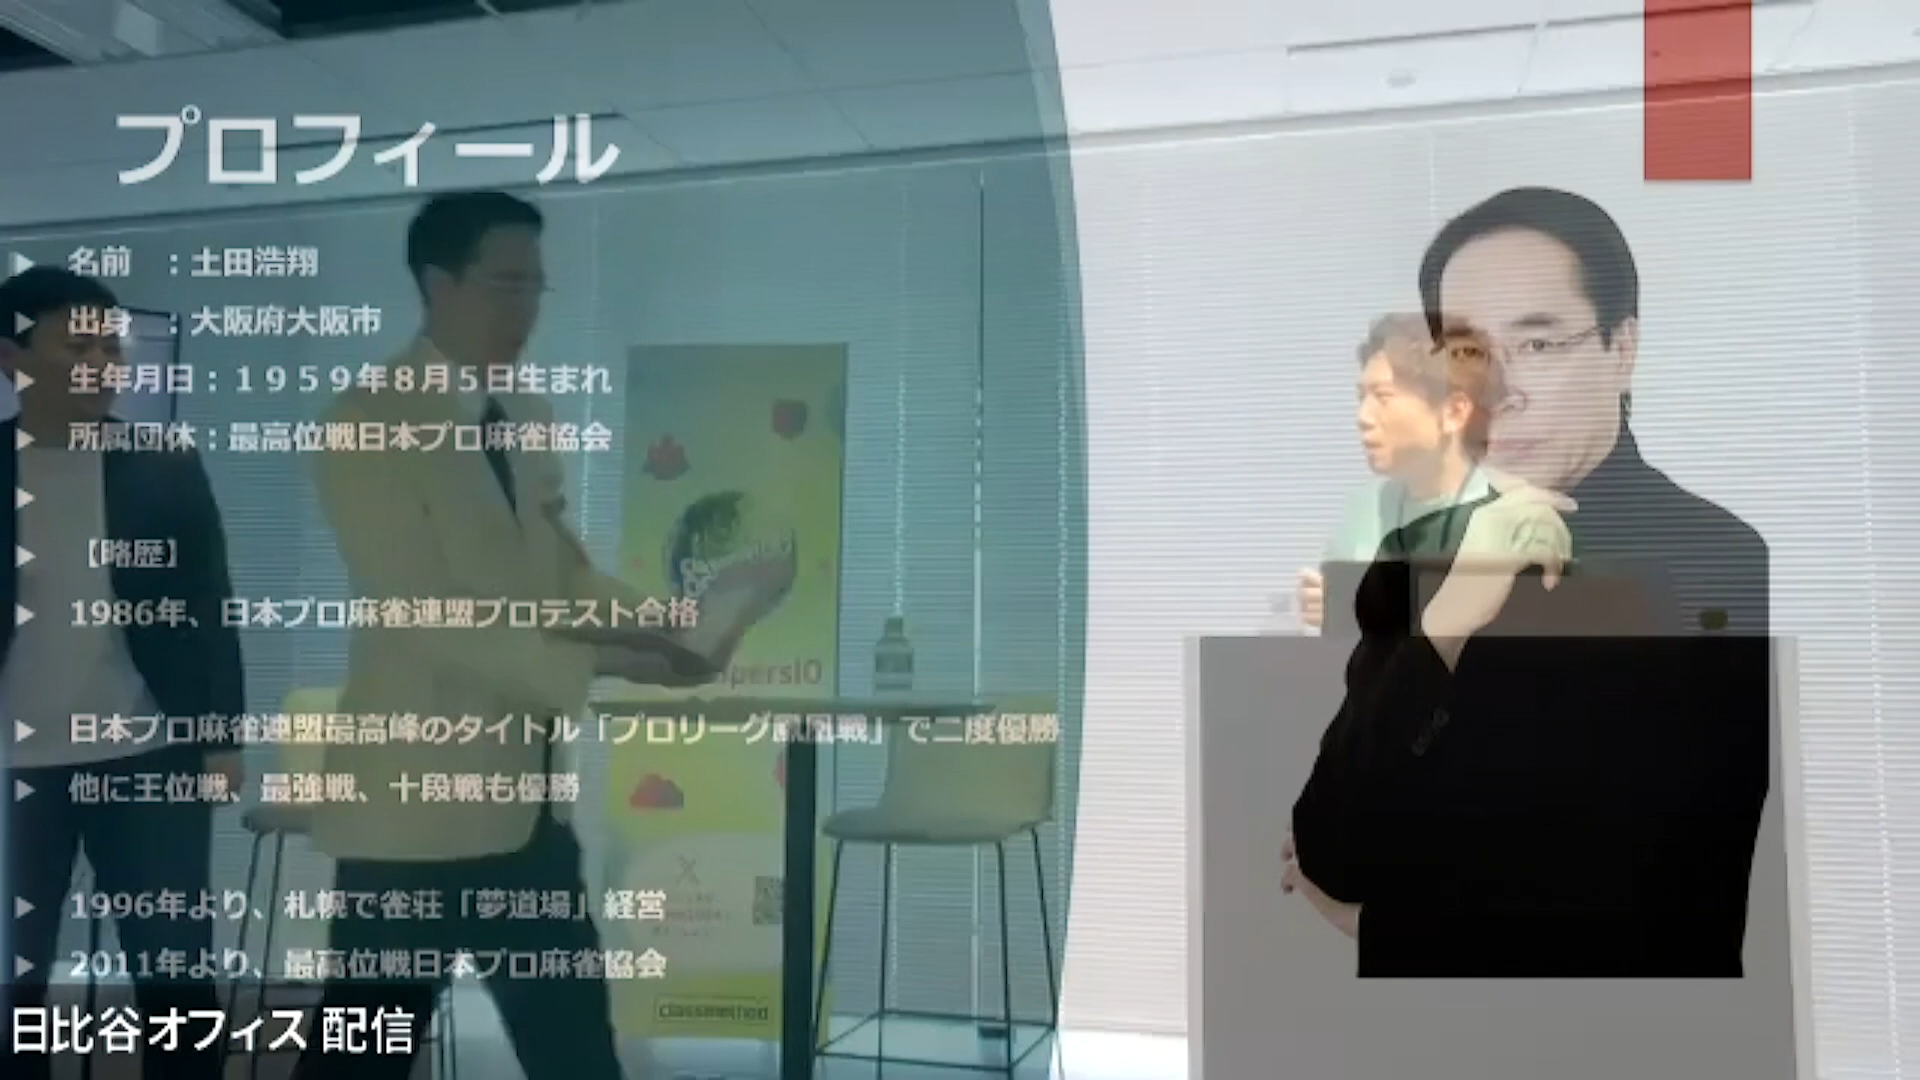 プロフィール
名前　：土田浩翔
出身　：大阪府大阪市
生年月日：１９５９年８月５日生まれ
所属団体：最高位戦日本プロ麻雀協会
【略歴】
1986年、日本プロ麻雀連盟プロテスト合格
persIO
日本プロ麻雀連盟最高峰のタイトル「プロリーグ鳳凰戦」で二度優勝
他に王位戦、最強戦、十段戦も優勝
1996年より、札幌で雀荘「夢道場」経営
2011年より、最高位戦日本プロ麻雀協会
classmethod
日比谷オフィス 配信